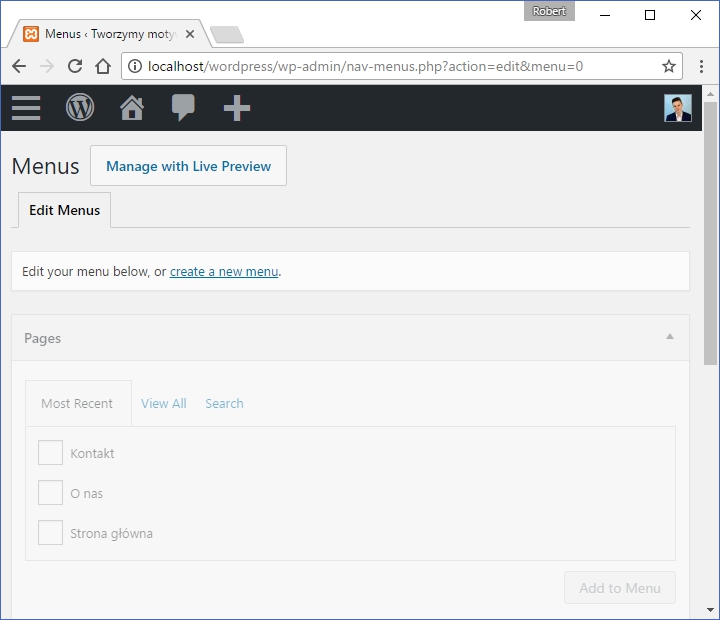 Robert
Menus ‹ Tworzymy motyw
localhost/wordpress/wp-admin/nav-menus.php?action=edit&menu=0
Menus
Manage with Live Preview
Edit Menus
Edit your menu below, or create a new menu.
Pages
Most Recent
View All
Search
Kontakt
O nas
Strona główna
Add to Menu